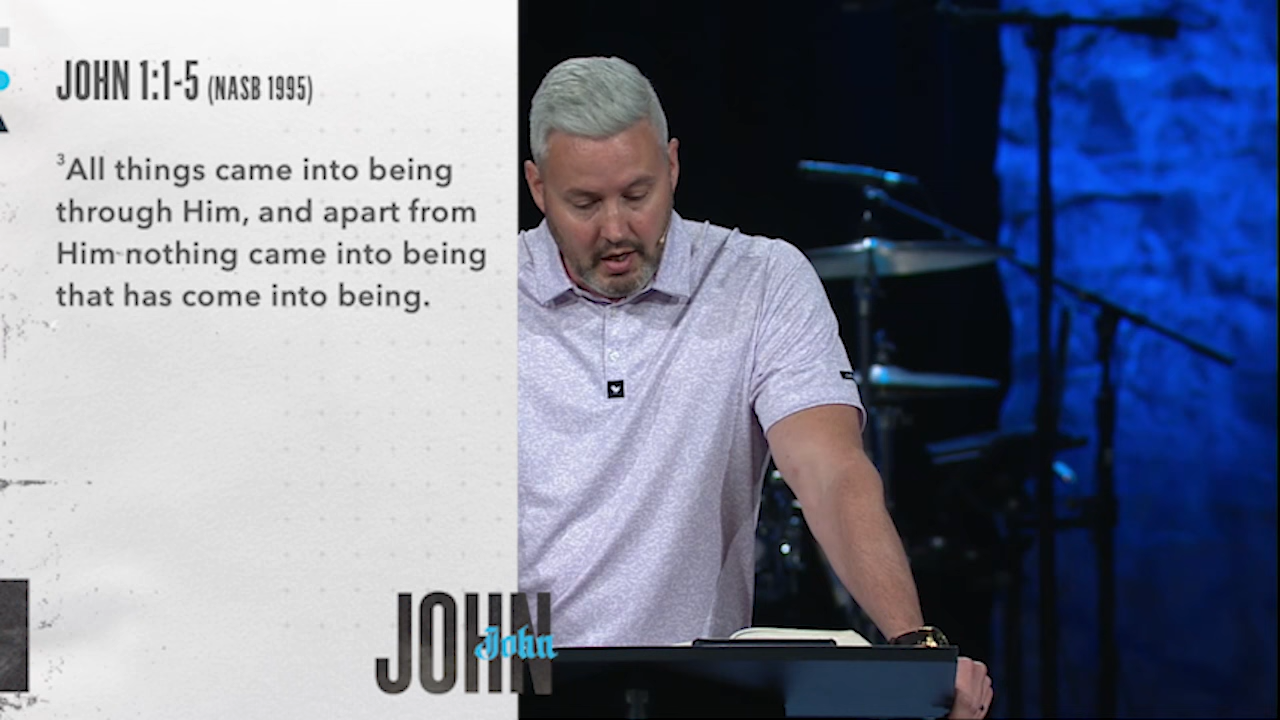 JOHN 1:1-5 (NASB 1995)
³All things came into being
through Him, and apart from
Him nothing came into being
that has come into being.
JOHN
John